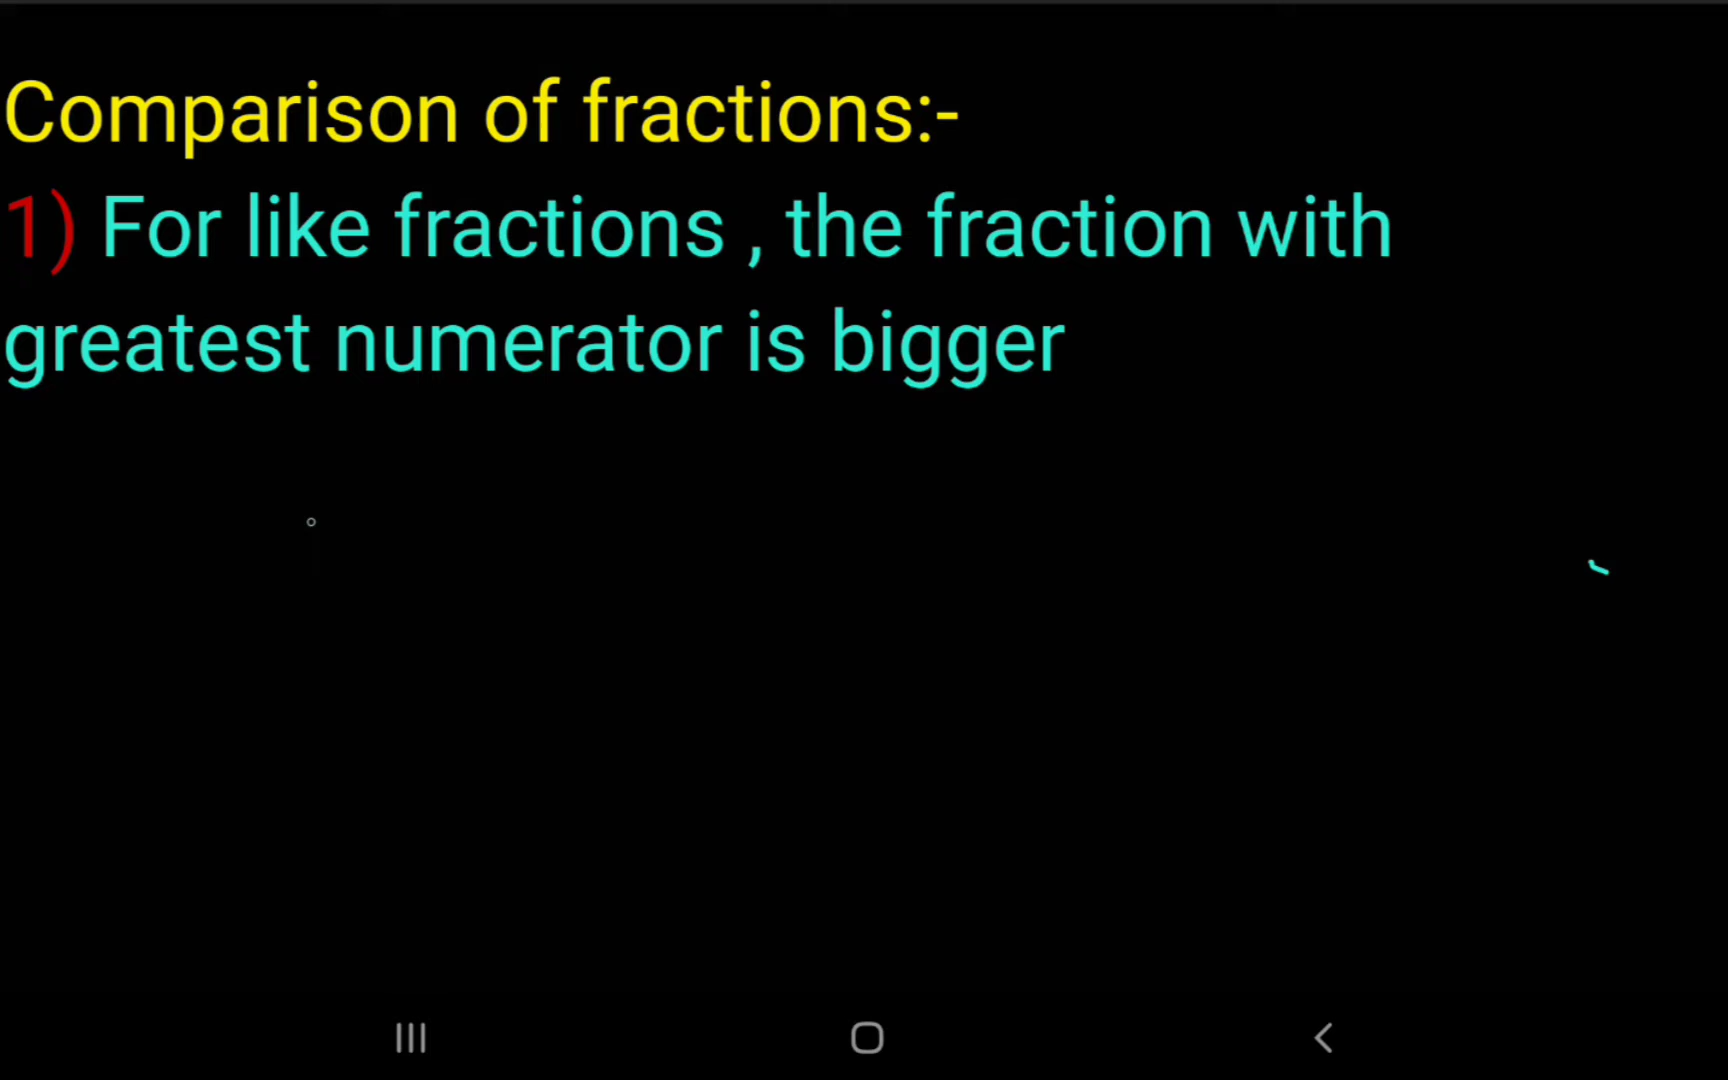 Comparison of fractions:-
1) For like fractions , the fraction with
greatest numerator is bigger